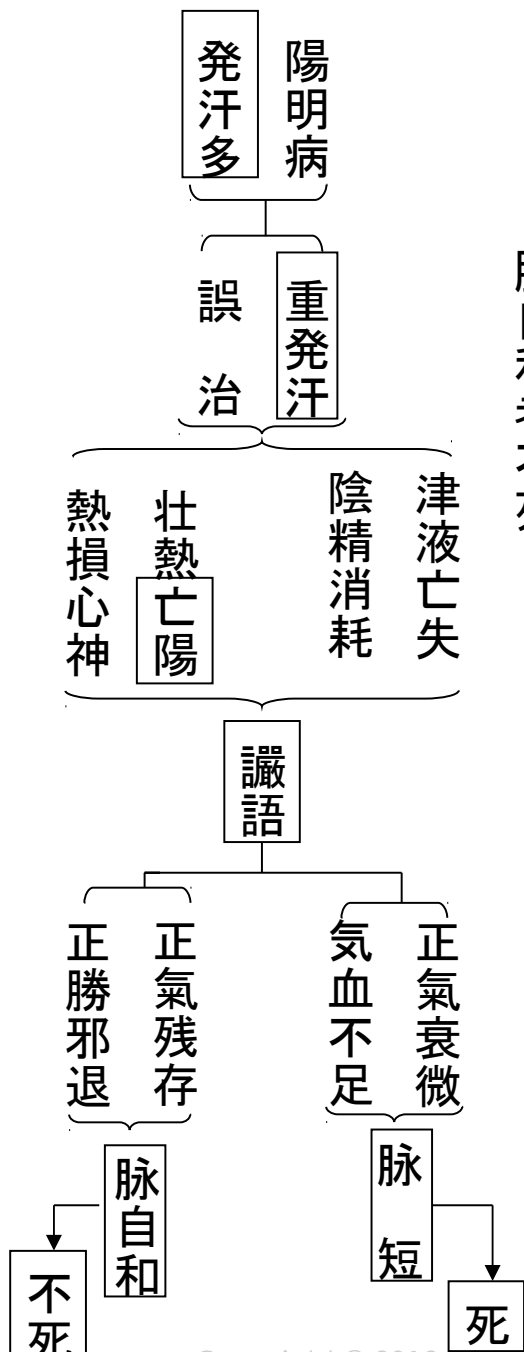 陽明病
発汗多
重発汗
誤治
津液亡失
陰精消耗
壮熱亡陽
熱損心神
讝語
正氣衰微
気血不足
正氣残存
正勝邪退
脉短
脉自和
死
不死